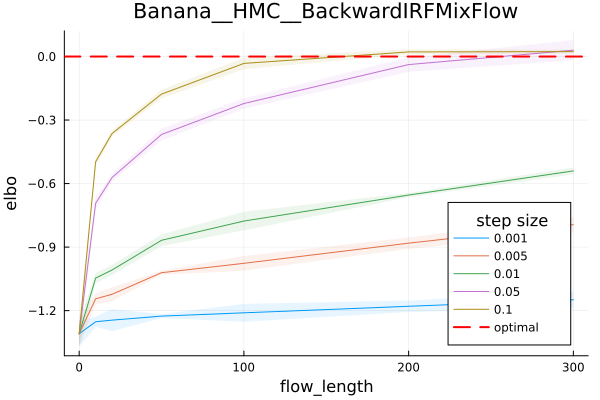 Banana__HMC__BackwardIRFMixFlow
elbo
0.0
−0.3
−0.6
−0.9
−1.2
step size
0.001
0.005
0.01
0.05
0.1
optimal
0
100
200
300
flow_length